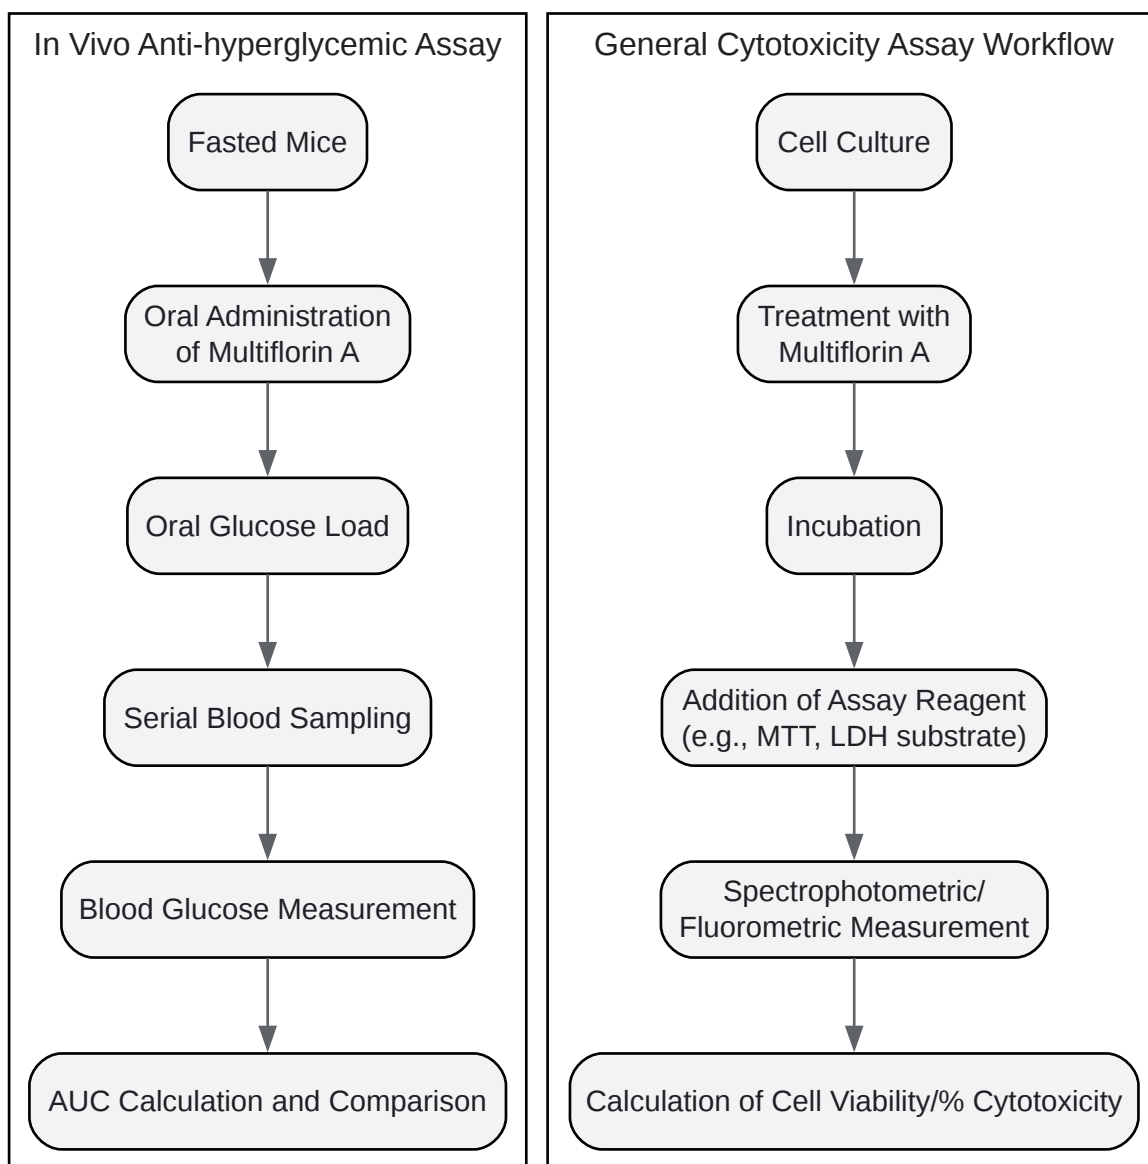 In Vivo Anti-hyperglycemic Assay
Fasted Mice
Oral Administration
of Multiflorin A
Oral Glucose Load
Serial Blood Sampling
Blood Glucose Measurement
AUC Calculation and Comparison
General Cytotoxicity Assay Workflow
Cell Culture
Treatment with
Multiflorin A
Incubation
Addition of Assay Reagent
(e.g., MTT, LDH substrate)
Spectrophotometric/
Fluorometric Measurement
Calculation of Cell Viability/% Cytotoxicity